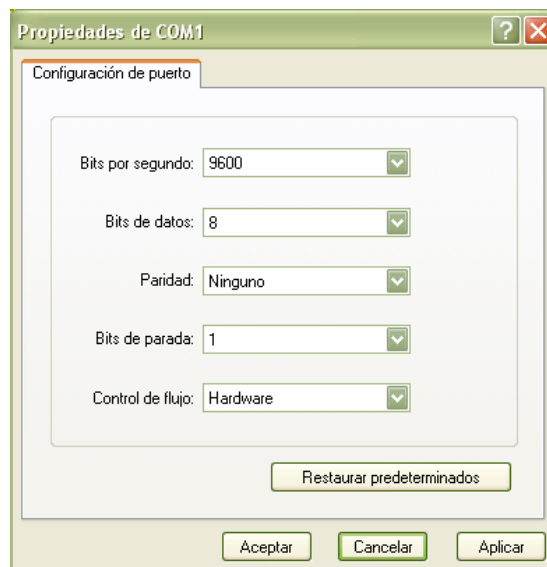 Propiedades de COM1
Configuración de puerto
Bits por segundo: 9600
Bits de datos: 8
Paridad: Ninguno
Bits de parada: 1
Control de flujo: Hardware
Restaurar predeterminados
Aceptar Cancelar Aplicar